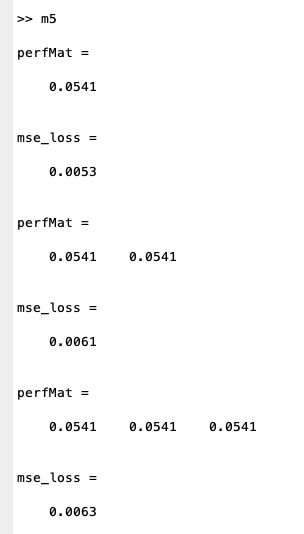 >> m5
perfMat =
0.0541
mse_loss =
0.0053
perfMat =
0.0541 0.0541
mse_loss =
0.0061
perfMat =
0.0541 0.0541 0.0541
mse_loss =
0.0063